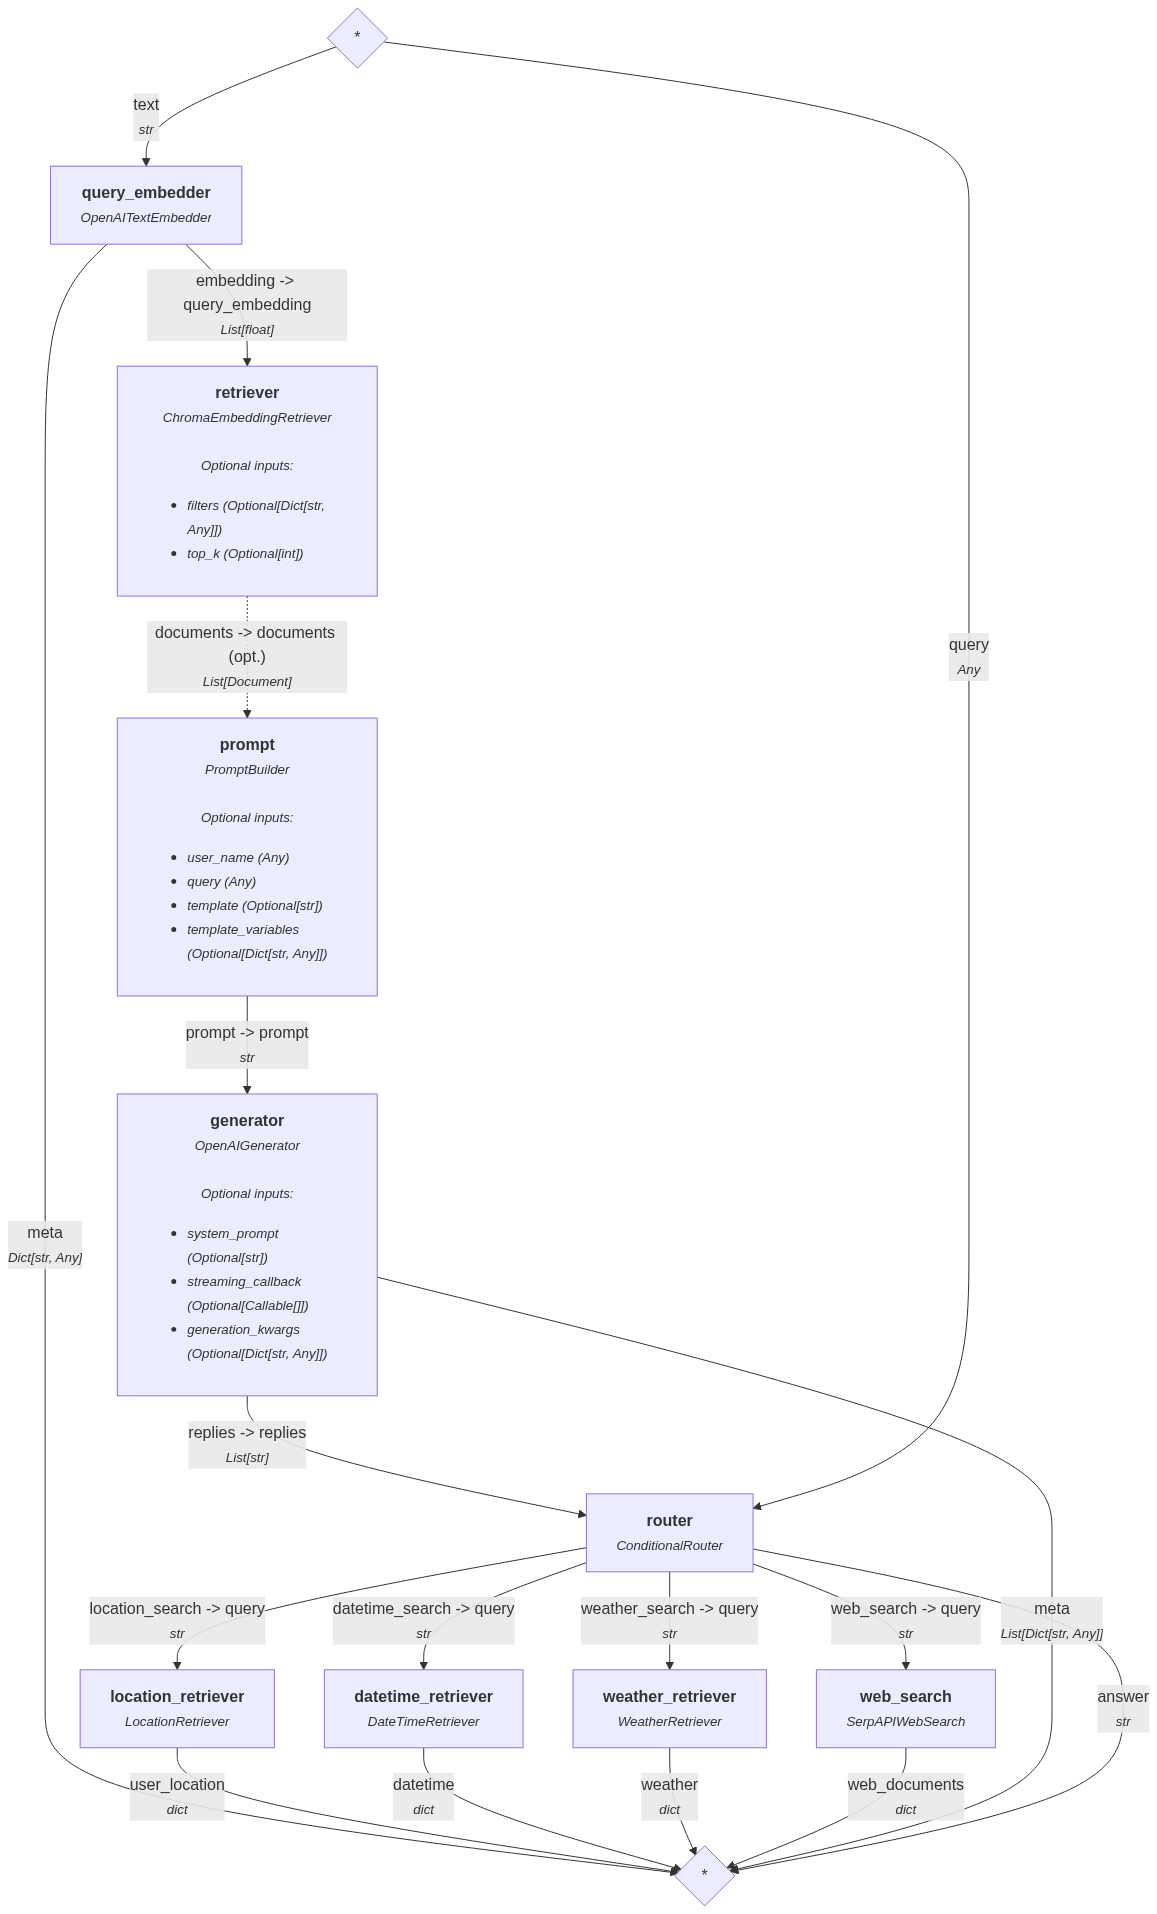 *
text
str
query_embedder
OpenAITextEmbedder
embedding ->
query_embedding
List[float]
retriever
ChromaEmbeddingRetriever
Optional inputs:
• filters (Optional[Dict[str,
Any]])
• top_k (Optional[int])
documents -> documents
(opt.)
List[Document]
query
Any
prompt
PromptBuilder
Optional inputs:
• user_name (Any)
• query (Any)
• template (Optional[str])
• template_variables
(Optional[Dict[str, Any]])
prompt -> prompt
str
generator
OpenAIGenerator
Optional inputs:
• system_prompt
(Optional[str])
• streaming_callback
(Optional[Callable[]])
• generation_kwargs
(Optional[Dict[str, Any]])
meta
Dict[str, Any]
replies -> replies
List[str]
router
ConditionalRouter
location_search -> query
str
datetime_search -> query
str
weather_search -> query
str
web_search -> query
str
meta
List[Dict[str, Any]]
location_retriever
LocationRetriever
datetime_retriever
DateTimeRetriever
weather_retriever
WeatherRetriever
web_search
SerpAPIWebSearch
answer
str
user_location
dict
datetime
dict
weather
dict
web_documents
dict
*